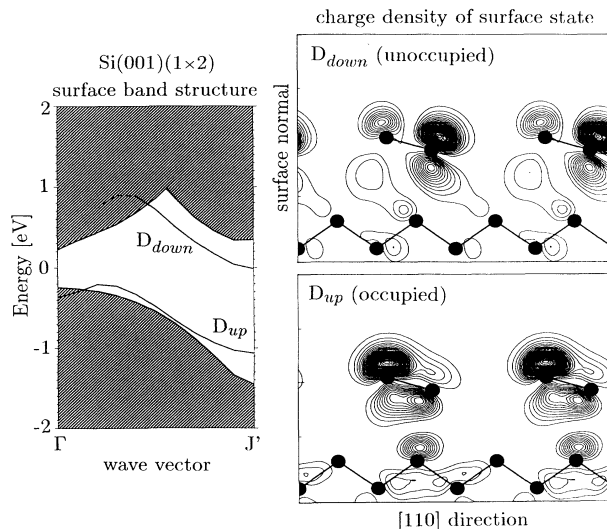 charge density of surface state
Si(001)(1×2)
surface band structure
2
1
0
-1
-2
Energy [eV]
D_down
D_up
Γ
J'
wave vector
D_down (unoccupied)
surface normal
D_up (occupied)
[110] direction